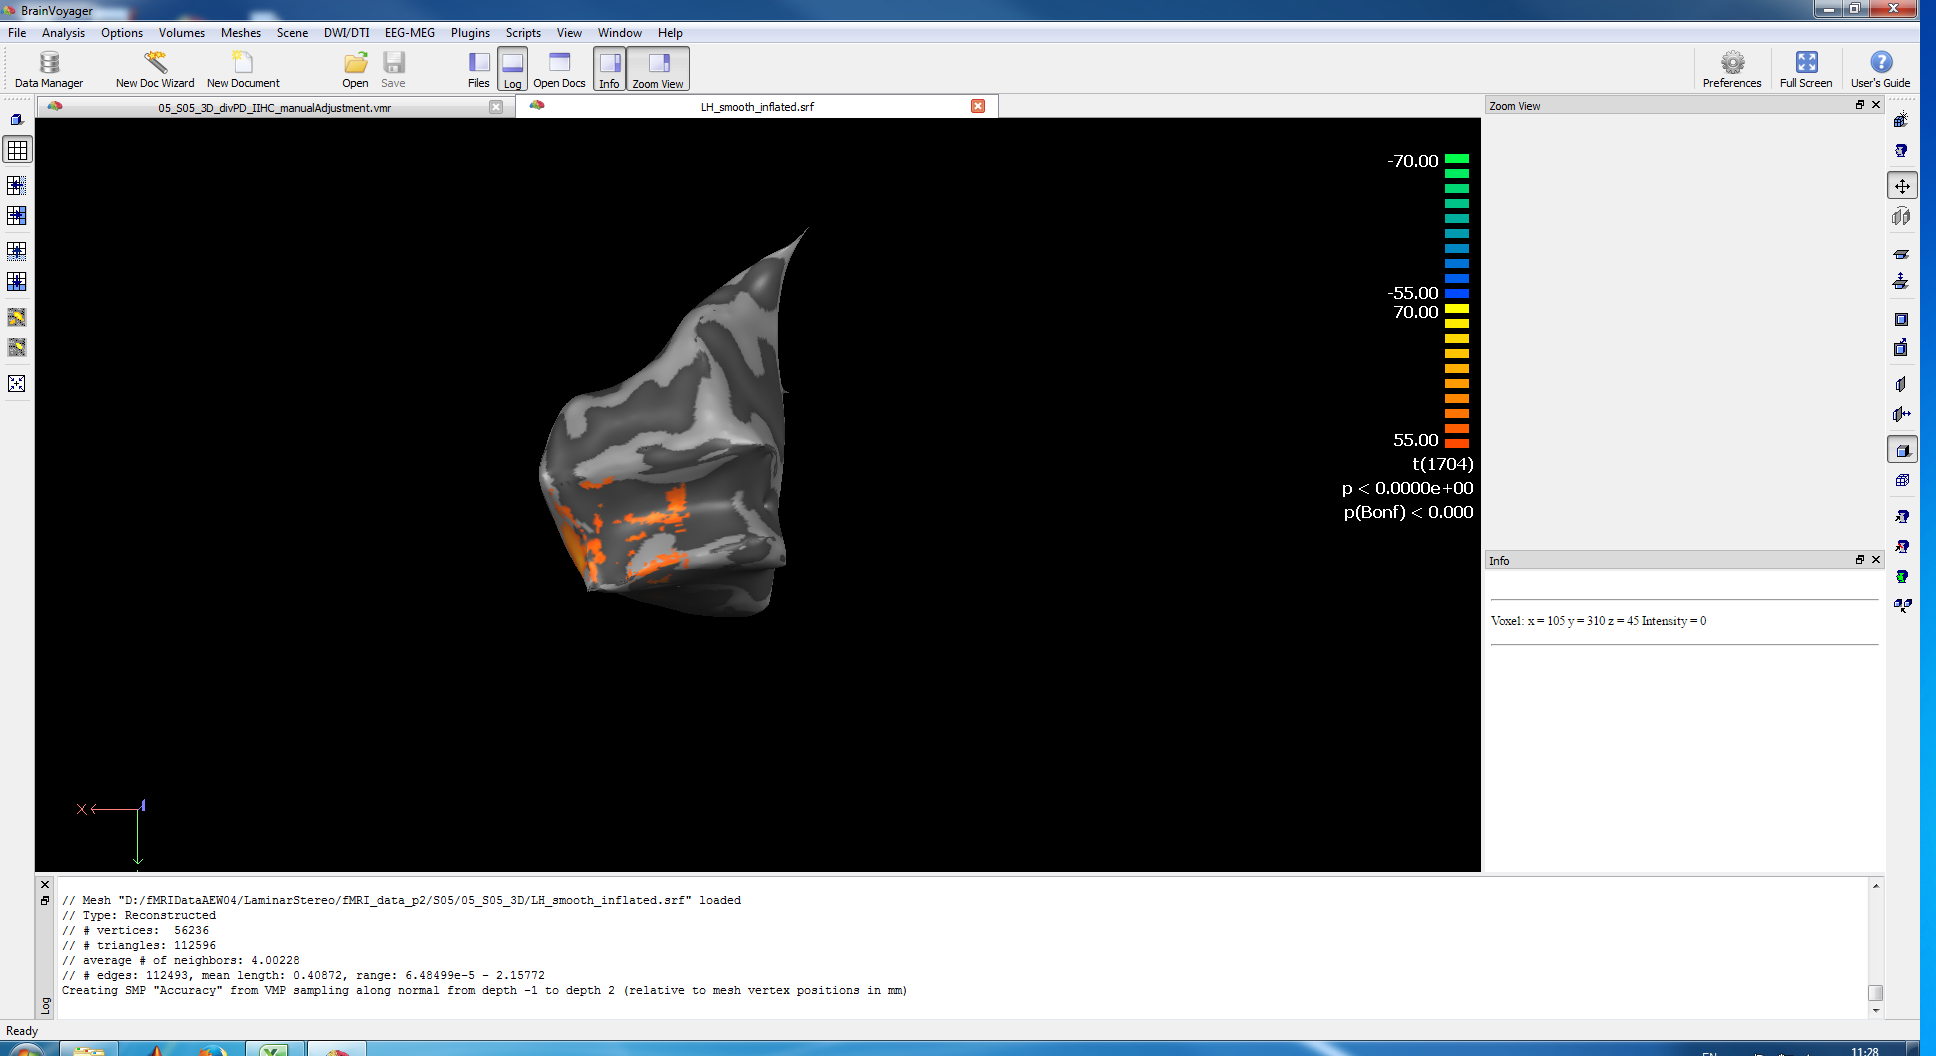 BrainVoyager
File Analysis Options Volumes Meshes Scene DWI/DTI EEG-MEG Plugins Scripts View Window Help
Data Manager New Doc Wizard New Document Open Save Files Log Open Docs Info Zoom View Preferences Full Screen User's Guide
05_S05_3D_divPD_IIHC_manualAdjustment.vmr LH_smooth_inflated.srf
Zoom View
-70.00
-55.00
70.00
55.00
t(1704)
p < 0.0000e+00
p(Bonf) < 0.000
Info
Voxel: x = 105 y = 310 z = 45 Intensity = 0
X
// Mesh "D:/fMRIDataAEW04/LaminarStereo/fMRI_data_p2/S05/05_S05_3D/LH_smooth_inflated.srf" loaded
// Type: Reconstructed
// # vertices: 56236
// # triangles: 112596
// average # of neighbors: 4.00228
// # edges: 112493, mean length: 0.40872, range: 6.48499e-5 - 2.15772
Creating SMP "Accuracy" from VMP sampling along normal from depth -1 to depth 2 (relative to mesh vertex positions in mm)
Log
Ready
11:28